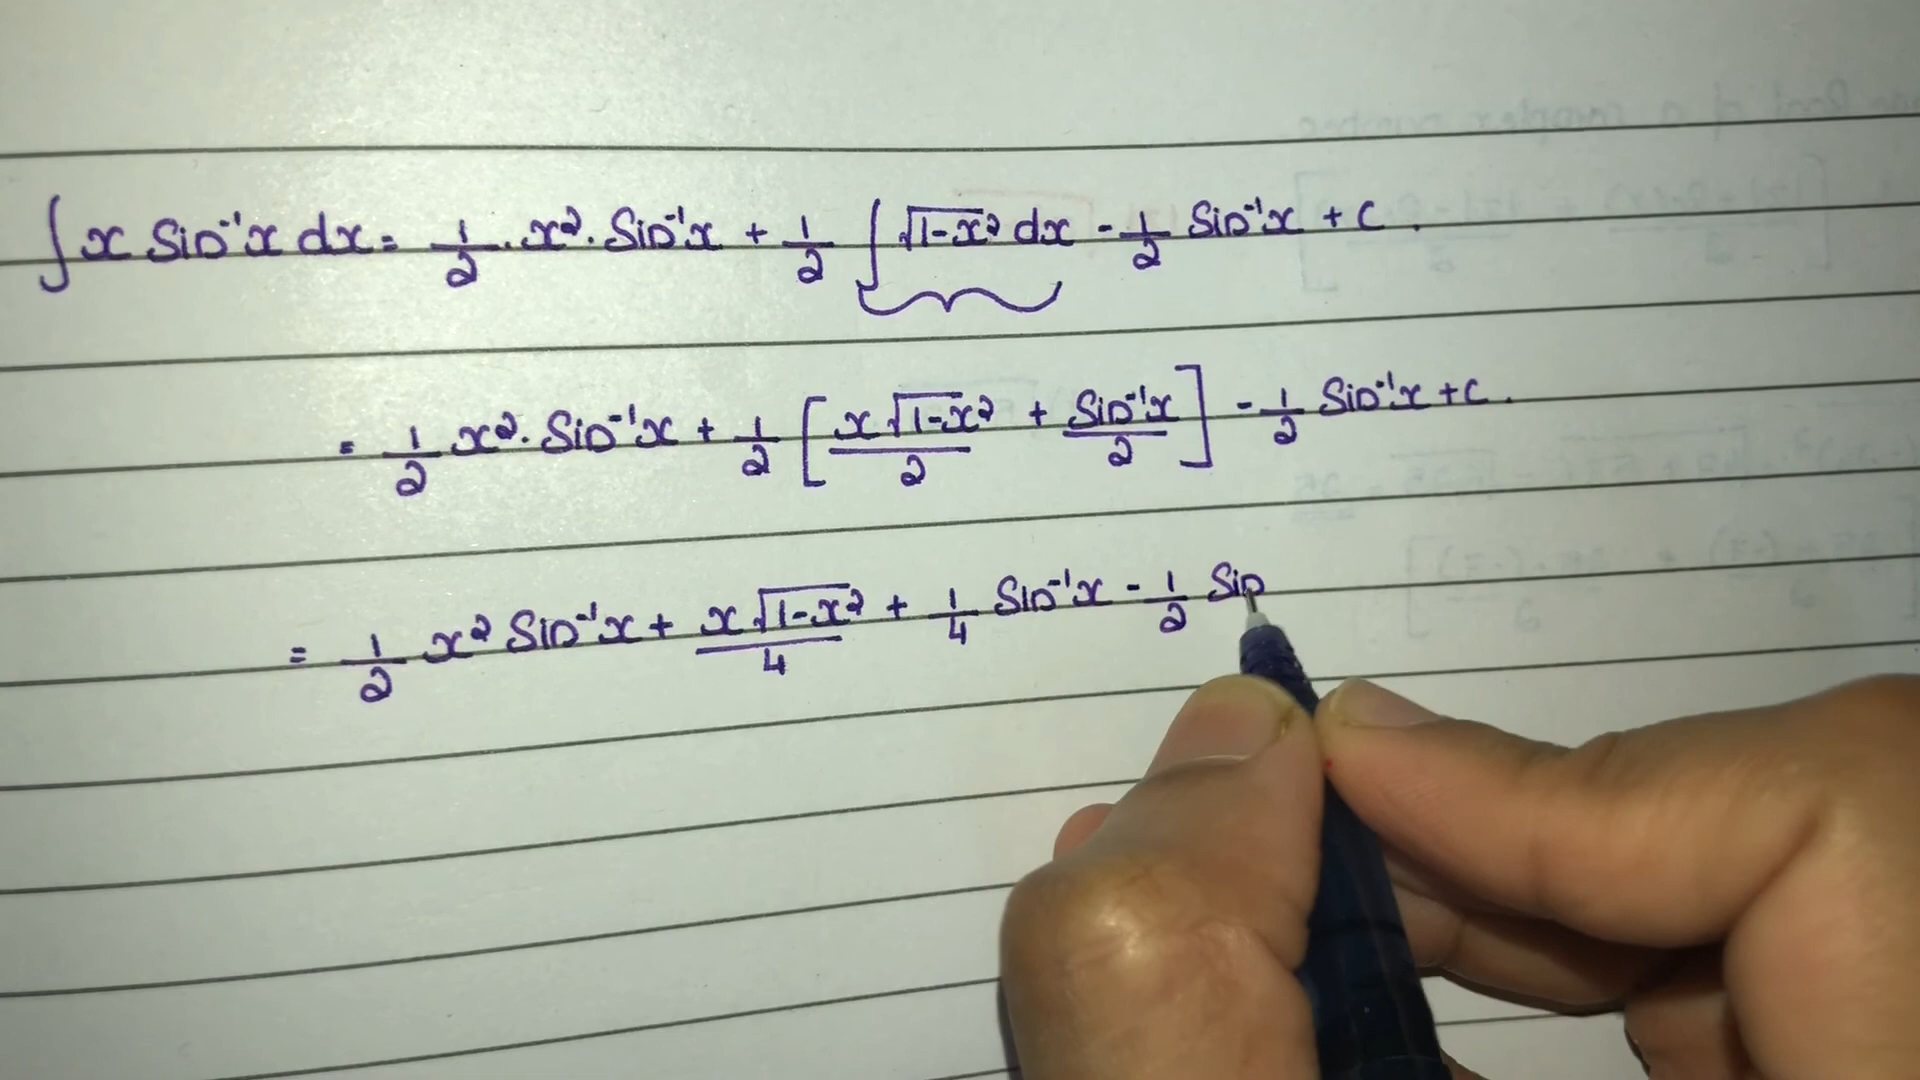 ∫ x Sin⁻¹x dx = 1/2 . x² . Sin⁻¹x + 1/2 ∫ √(1-x²) dx - 1/2 Sin⁻¹x + c .
= 1/2 x² . Sin⁻¹x + 1/2 [ x√(1-x²)/2 + Sin⁻¹x/2 ] - 1/2 Sin⁻¹x + c .
= 1/2 x² Sin⁻¹x + x√(1-x²)/4 + 1/4 Sin⁻¹x - 1/2 Sin